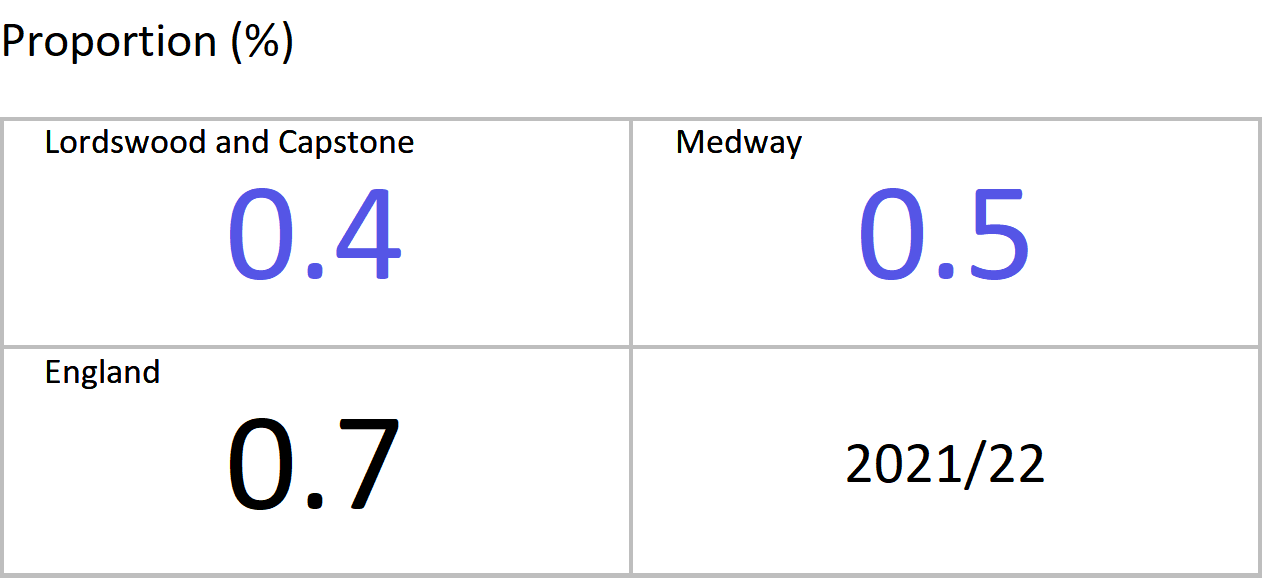 Proportion (%)
Lordswood and Capstone
0.4
Medway
0.5
England
0.7
2021/22